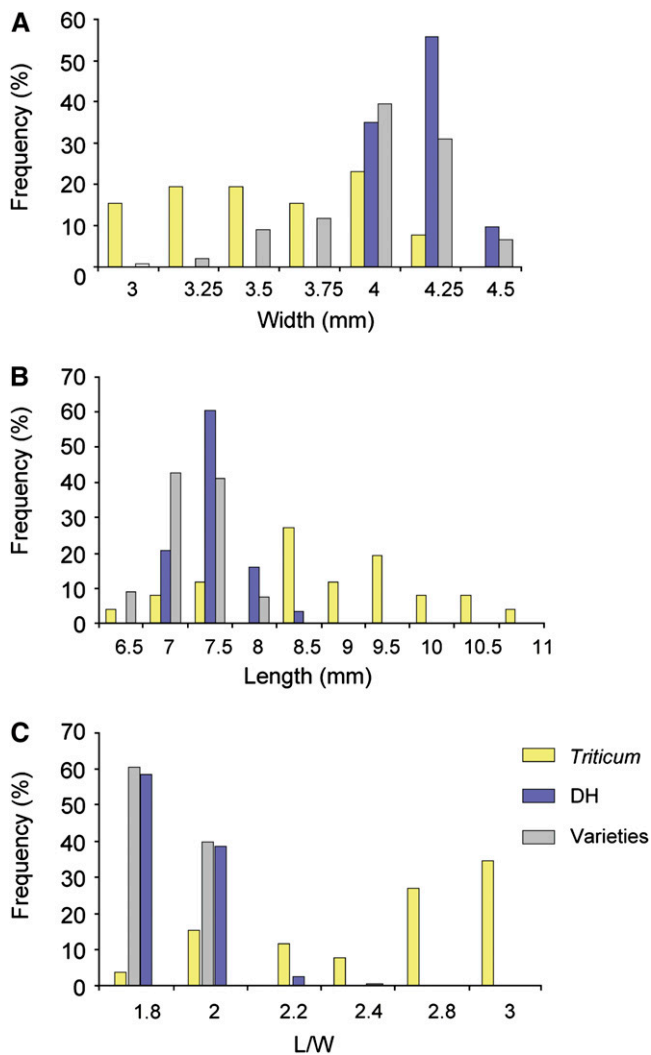 A
Frequency (%)
60
50
40
30
20
10
0
3 3.25 3.5 3.75 4 4.25 4.5
Width (mm)
B
Frequency (%)
70
60
50
40
30
20
10
0
6.5 7 7.5 8 8.5 9 9.5 10 10.5 11
Length (mm)
C
Frequency (%)
70
60
50
40
30
20
10
0
1.8 2 2.2 2.4 2.8 3
L/W
Triticum
DH
Varieties